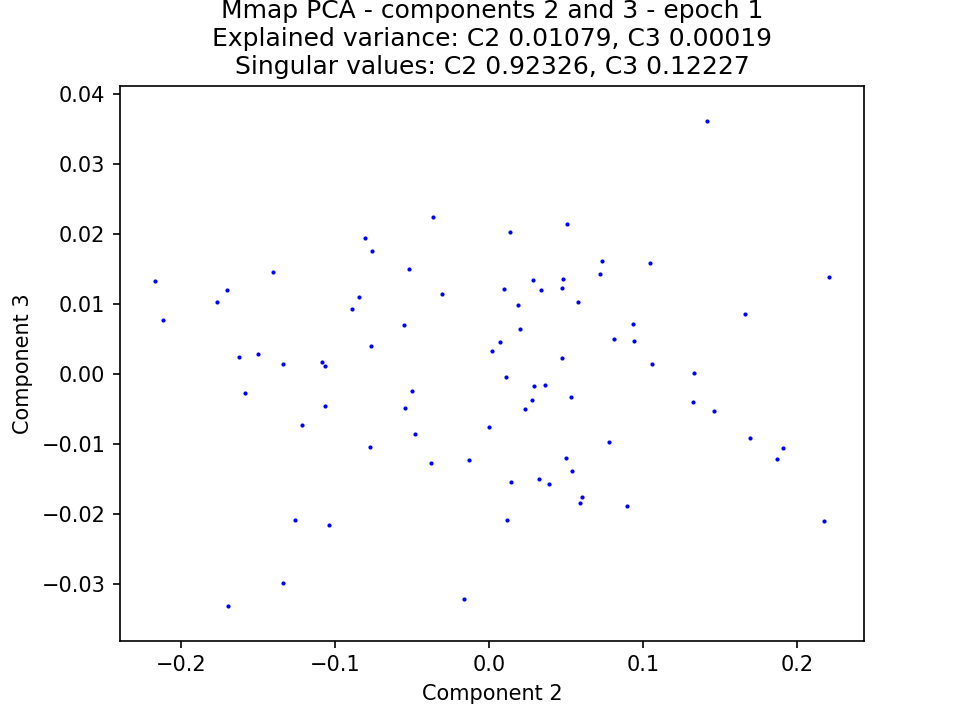 Mmap PCA - components 2 and 3 - epoch 1
Explained variance: C2 0.01079, C3 0.00019
Singular values: C2 0.92326, C3 0.12227
0.04
0.03
0.02
0.01
0.00
−0.01
−0.02
−0.03
Component 3
−0.2
−0.1
0.0
0.1
0.2
Component 2